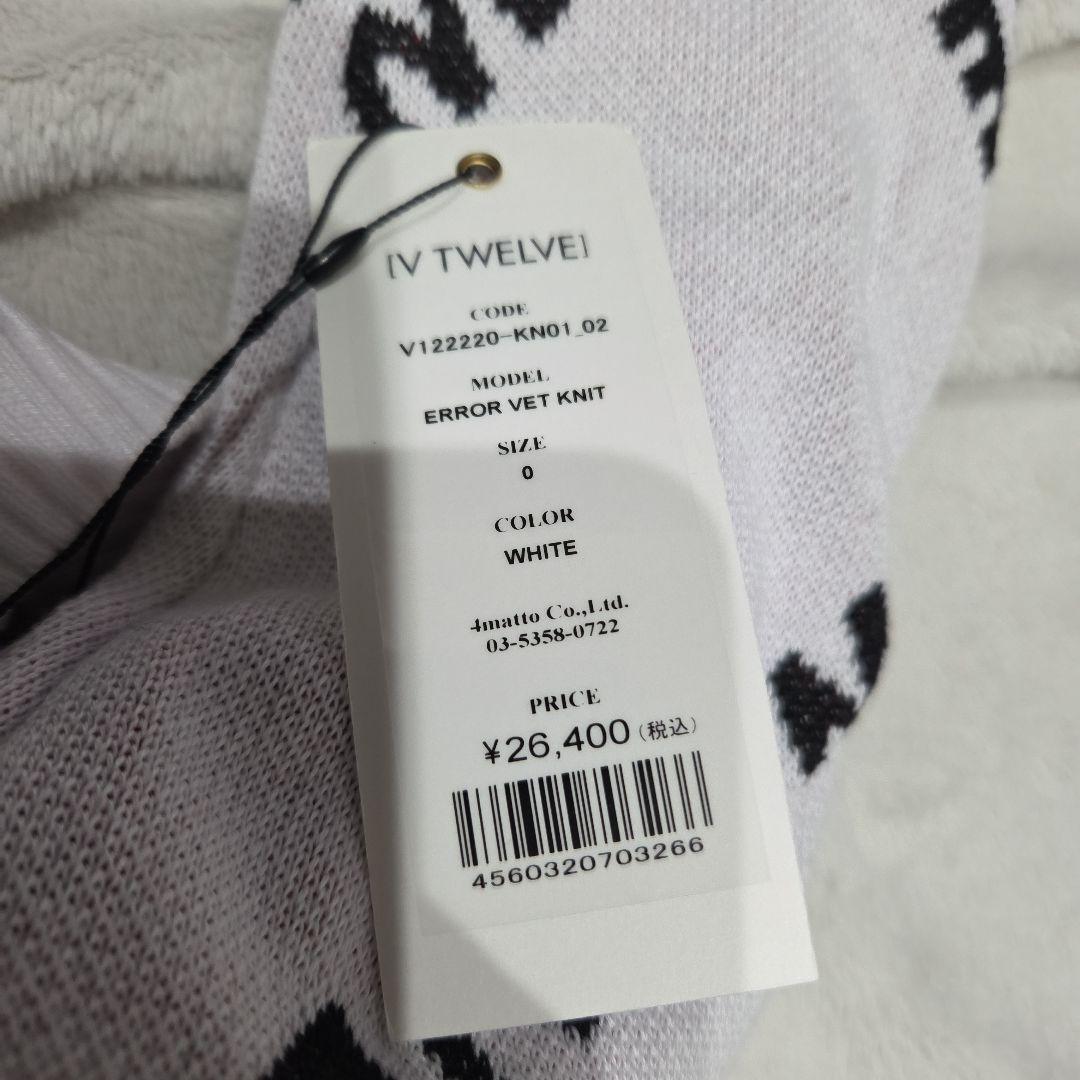 [V TWELVE]
CODE
V122220-KN01_02
MODEL
ERROR VET KNIT
SIZE
0
COLOR
WHITE
4matto Co.,Ltd.
03-5358-0722
PRICE
¥26,400(税込)
4560320703266